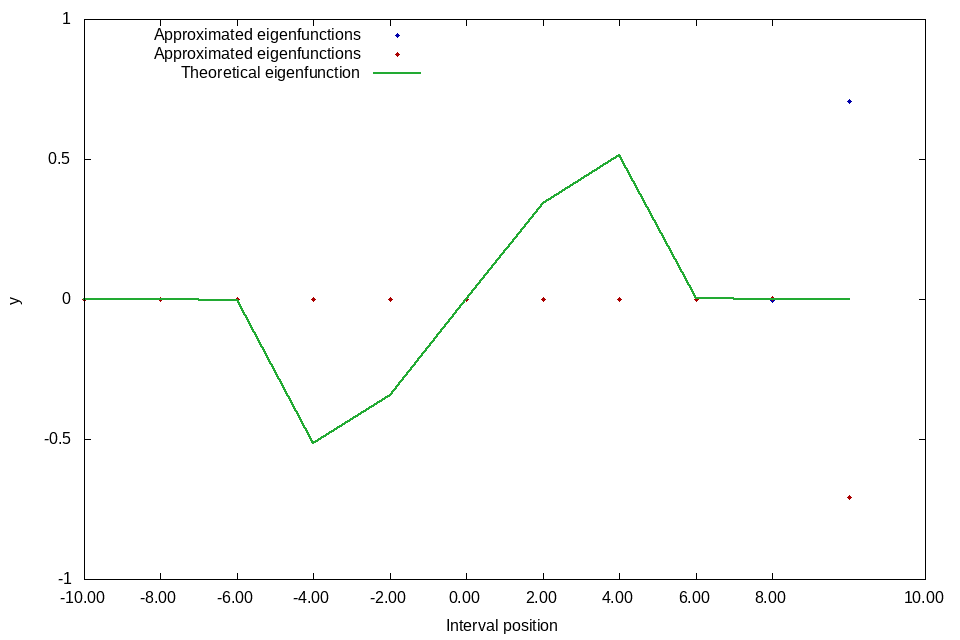 Approximated eigenfunctions
Approximated eigenfunctions
Theoretical eigenfunction
1
0.5
0
-0.5
-1
y
-10.00 -8.00 -6.00 -4.00 -2.00 0.00 2.00 4.00 6.00 8.00 10.00
Interval position